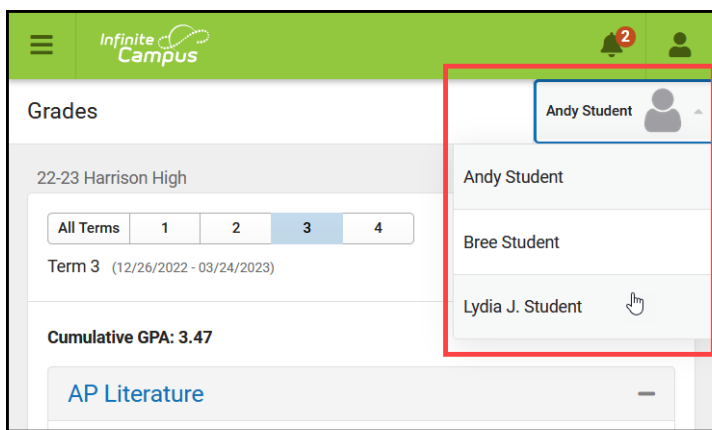 Infinite
Campus
2
Grades
Andy Student
22-23 Harrison High
Andy Student
All Terms 1 2 3 4
Bree Student
Term 3 (12/26/2022 - 03/24/2023)
Lydia J. Student
Cumulative GPA: 3.47
AP Literature